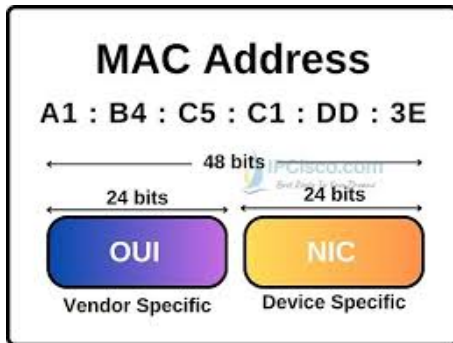 MAC Address
A1 : B4 : C5 : C1 : DD : 3E
48 bits
IPCisco.com
24 bits
24 bits
OUI
NIC
Vendor Specific
Device Specific